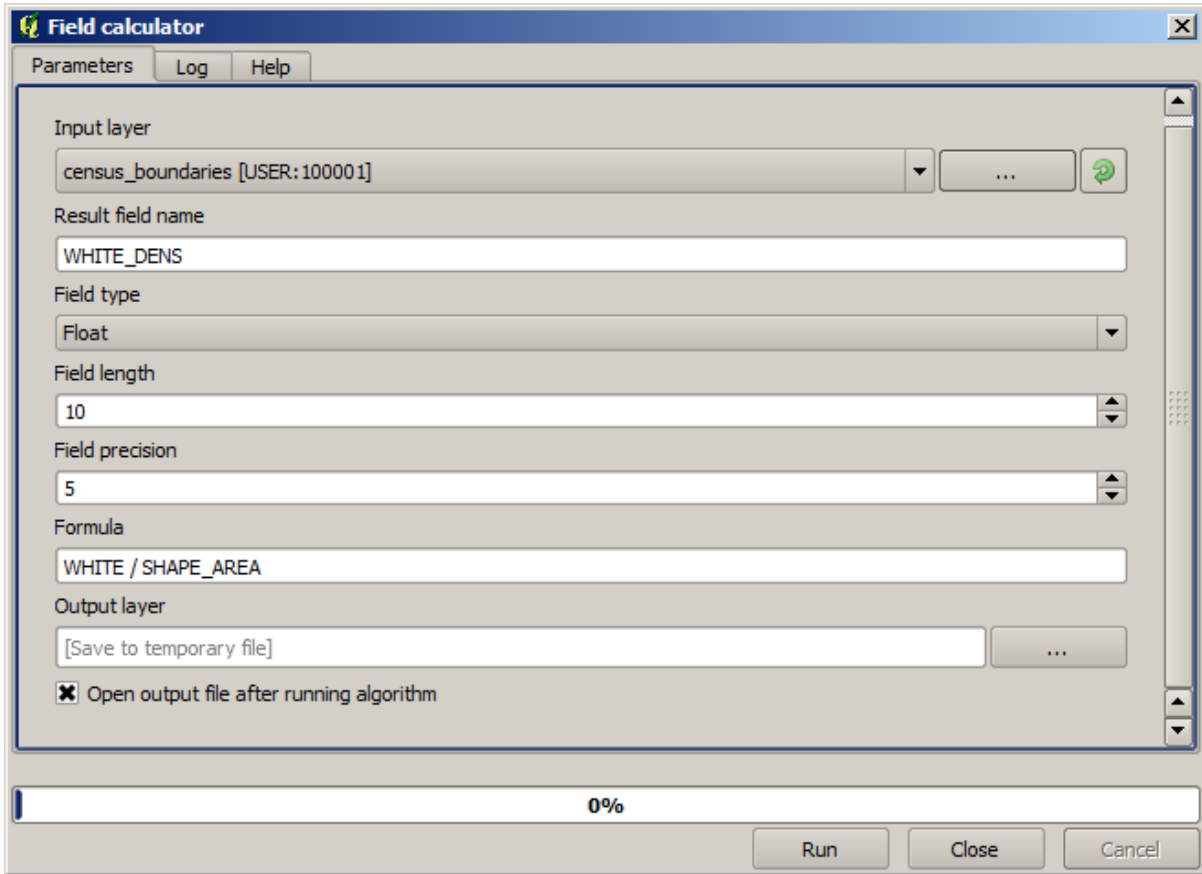 Field calculator
Parameters Log Help
Input layer
census_boundaries [USER:100001] ...
Result field name
WHITE_DENS
Field type
Float
Field length
10
Field precision
5
Formula
WHITE / SHAPE_AREA
Output layer
[Save to temporary file] ...
Open output file after running algorithm
0%
Run Close Cancel